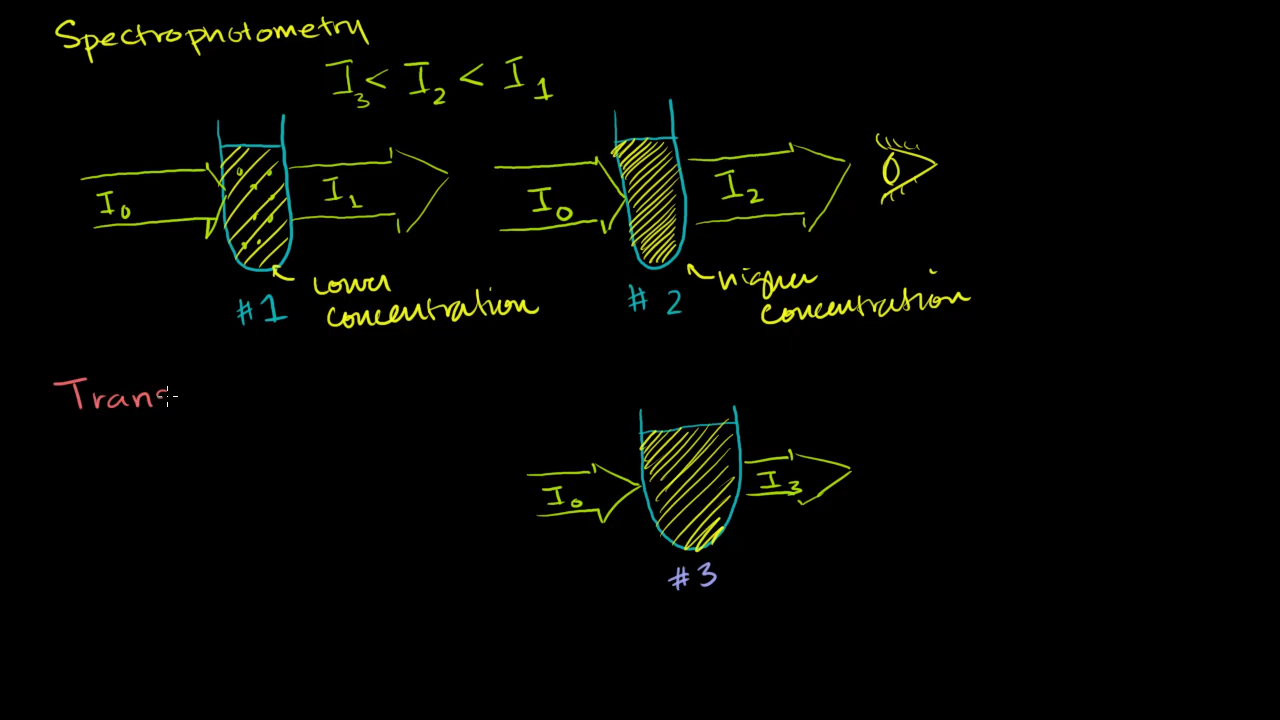 Spectrophotometry
I₃ < I₂ < I₁
I₀ I₁ I₀ I₂
#1 lower concentration
#2 higher concentration
Trans
I₀ I₃
#3